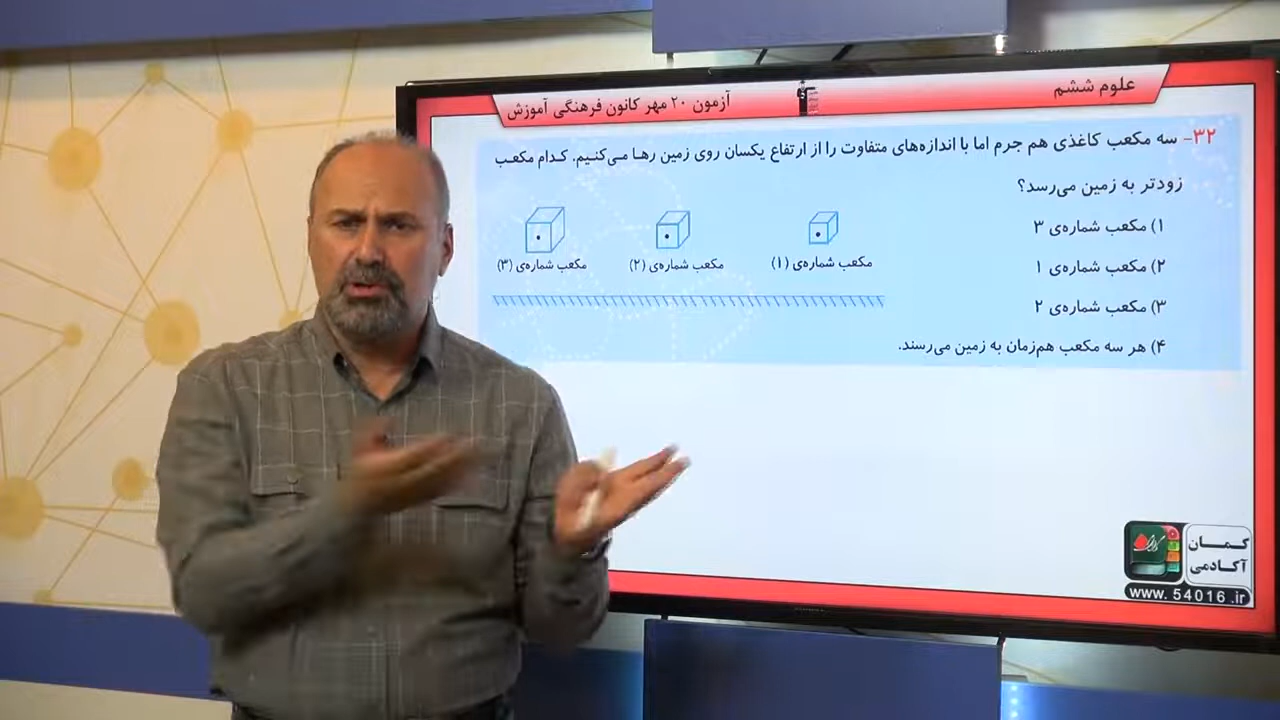 علوم ششم
آزمون ۲۰ مهر کانون فرهنگی آموزش
۳۲- سه مکعب کاغذی هم جرم اما با اندازه‌های متفاوت را از ارتفاع یکسان روی زمین رها می‌کنیم. کدام مکعب
زودتر به زمین می‌رسد؟
۱) مکعب شماره‌ی ۳
۲) مکعب شماره‌ی ۱
۳) مکعب شماره‌ی ۲
۴) هر سه مکعب هم‌زمان به زمین می‌رسند.
مکعب شماره‌ی (۱)
مکعب شماره‌ی (۲)
مکعب شماره‌ی (۳)
کمان
آکادمی
www. 54016 .ir